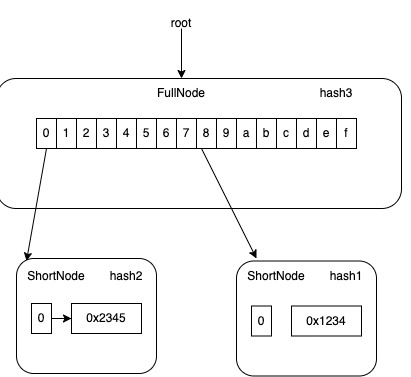 root
FullNode hash3
0 1 2 3 4 5 6 7 8 9 a b c d e f
ShortNode hash2
0 0x2345
ShortNode hash1
0 0x1234